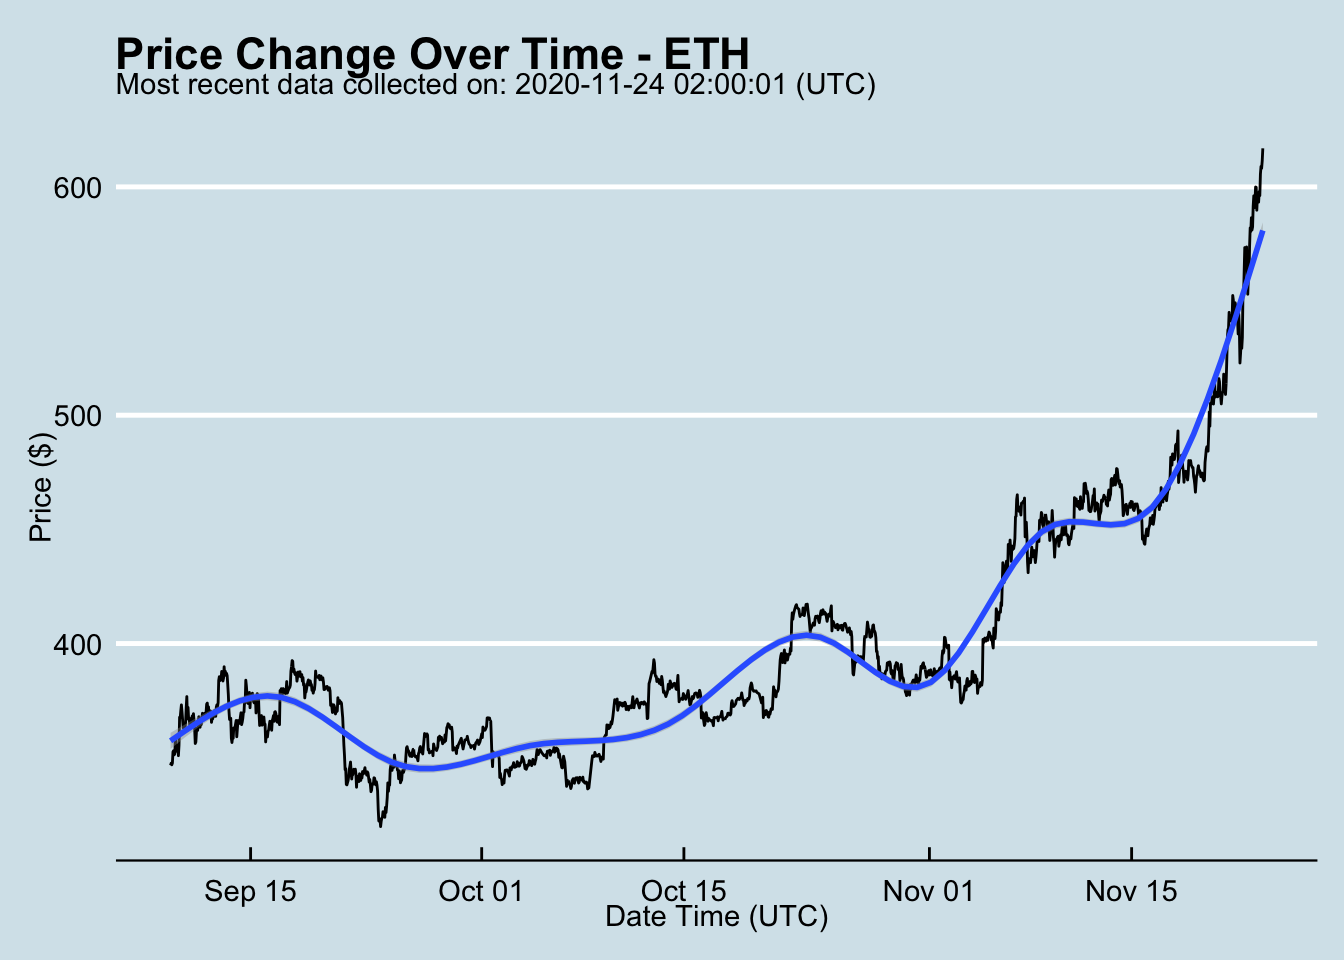 Price Change Over Time - ETH
Most recent data collected on: 2020-11-24 02:00:01 (UTC)
600
500
400
Price ($)
Sep 15
Oct 01
Oct 15
Nov 01
Nov 15
Date Time (UTC)